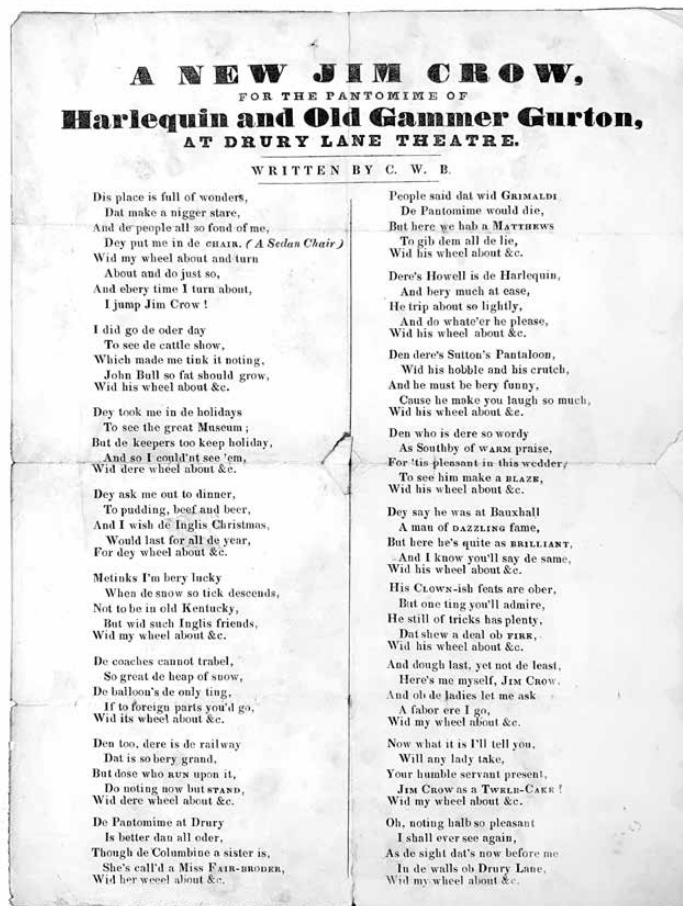 A NEW JIM CROW,
FOR THE PANTOMIME OF
Harlequin and Old Gammer Gurton,
AT DRURY LANE THEATRE.
WRITTEN BY C. W. B.
Dis place is full of wonders,
Dat make a nigger stare,
And de people all so fond of me,
Dey put me in de CHAIR. (A Sedan Chair)
Wid my wheel about and turn
About and do just so,
And ebery time I turn about,
I jump Jim Crow !
I did go de oder day
To see de cattle show,
Which made me tink it noting,
John Bull so fat should grow,
Wid his wheel about &c.
Dey took me in de holidays
To see the great Museum ;
But de keepers too keep holiday,
And so I could'nt see 'em,
Wid dere wheel about &c.
Dey ask me out to dinner,
To pudding, beef and beer,
And I wish de Inglis Christmas,
Would last for all de year,
For dey wheel about &c.
Metinks I'm bery lucky
When de snow so tick descends,
Not to be in old Kentucky,
But wid such Inglis friends,
Wid my wheel about &c.
De coaches cannot trabel,
So great de heap of snow,
De balloon's de only ting,
If to foreign parts you'd go,
Wid its wheel about &c.
Den too, dere is de railway
Dat is so bery grand,
But dose who RUN upon it,
Do noting now but STAND,
Wid dere wheel about &c.
De Pantomime at Drury
Is better dan all oder,
Though de Columbine a sister is,
She's call'd a Miss FAIR-BRODER,
Wid her weeel about &c.
People said dat wid GRIMALDI
De Pantomime would die,
But here we hab a MATTHEWS
To gib dem all de lie,
Wid his wheel about &c.
Dere's Howell is de Harlequin,
And bery much at ease,
He trip about so lightly,
And do whate'er he please,
Wid his wheel about &c.
Den dere's Sutton's Pantaloon,
Wid his hobble and his crutch,
And he must be bery funny,
Cause he make you laugh so much,
Wid his wheel about &c.
Den who is dere so wordy
As Southby of WARM praise,
For 'tis pleasant in this wedder,
To see him make a BLAZE,
Wid his wheel about &c.
Dey say he was at Bauxhall
A man of DAZZLING fame,
But here he's quite as BRILLIANT,
And I know you'll say de same,
Wid his wheel about &c.
His CLOWN-ish feats are ober,
But one ting you'll admire,
He still of tricks has plenty,
Dat shew a deal ob FIRE,
Wid his wheel about &c.
And dough last, yet not de least,
Here's me myself, JIM CROW,
And ob de ladies let me ask
A fabor ere I go,
Wid my wheel about &c.
Now what it is I'll tell you,
Will any lady take,
Your humble servant present,
JIM CROW as a TWELB-CAKE !
Wid my wheel about &c.
Oh, noting halb so pleasant
I shall ever see again,
As de sight dat's now before me
In de walls ob Drury Lane,
Wid my wheel about &c.